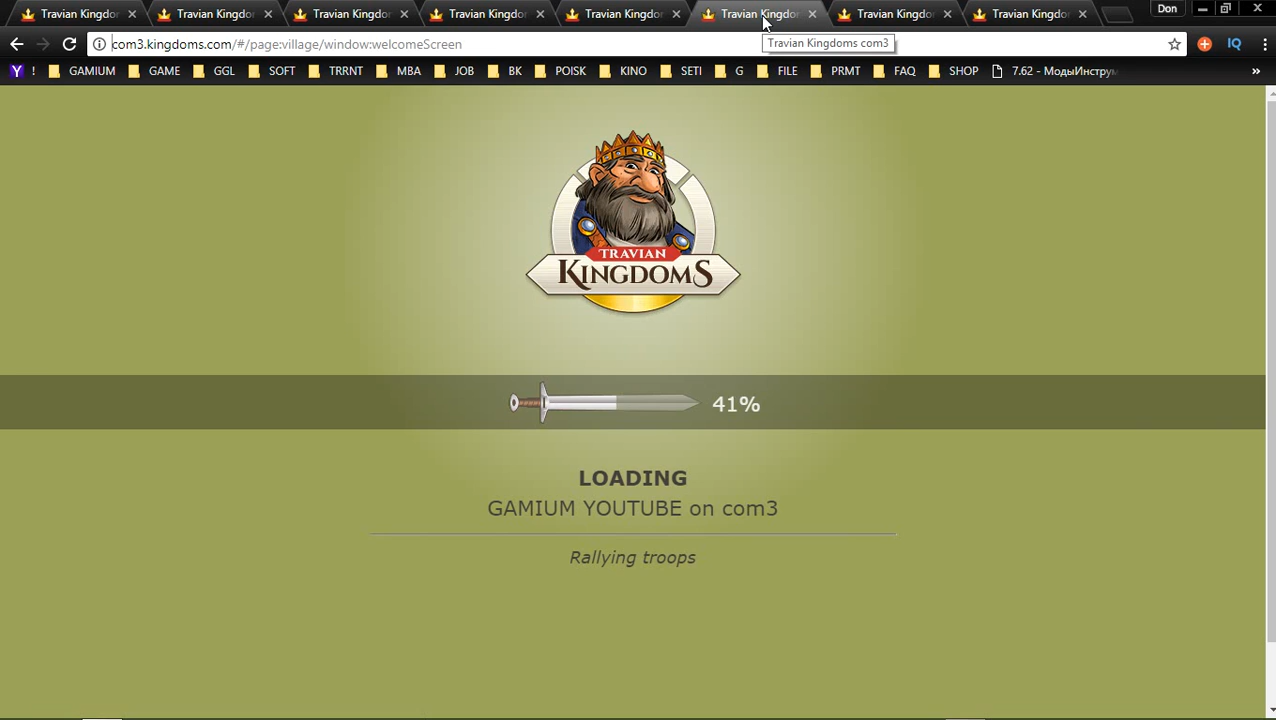 Travian Kingdo Travian Kingdo Travian Kingdo Travian Kingdo Travian Kingdo Travian Kingdo Travian Kingdo Travian Kingdo Don
com3.kingdoms.com/#/page:village/window:welcomeScreen
Travian Kingdoms com3
IQ
! GAMIUM GAME GGL SOFT TRRNT MBA JOB BK POISK KINO SETI G FILE PRMT FAQ SHOP 7.62 - МодыИнструм »
TRAVIAN
KINGDOMS
41%
LOADING
GAMIUM YOUTUBE on com3
Rallying troops